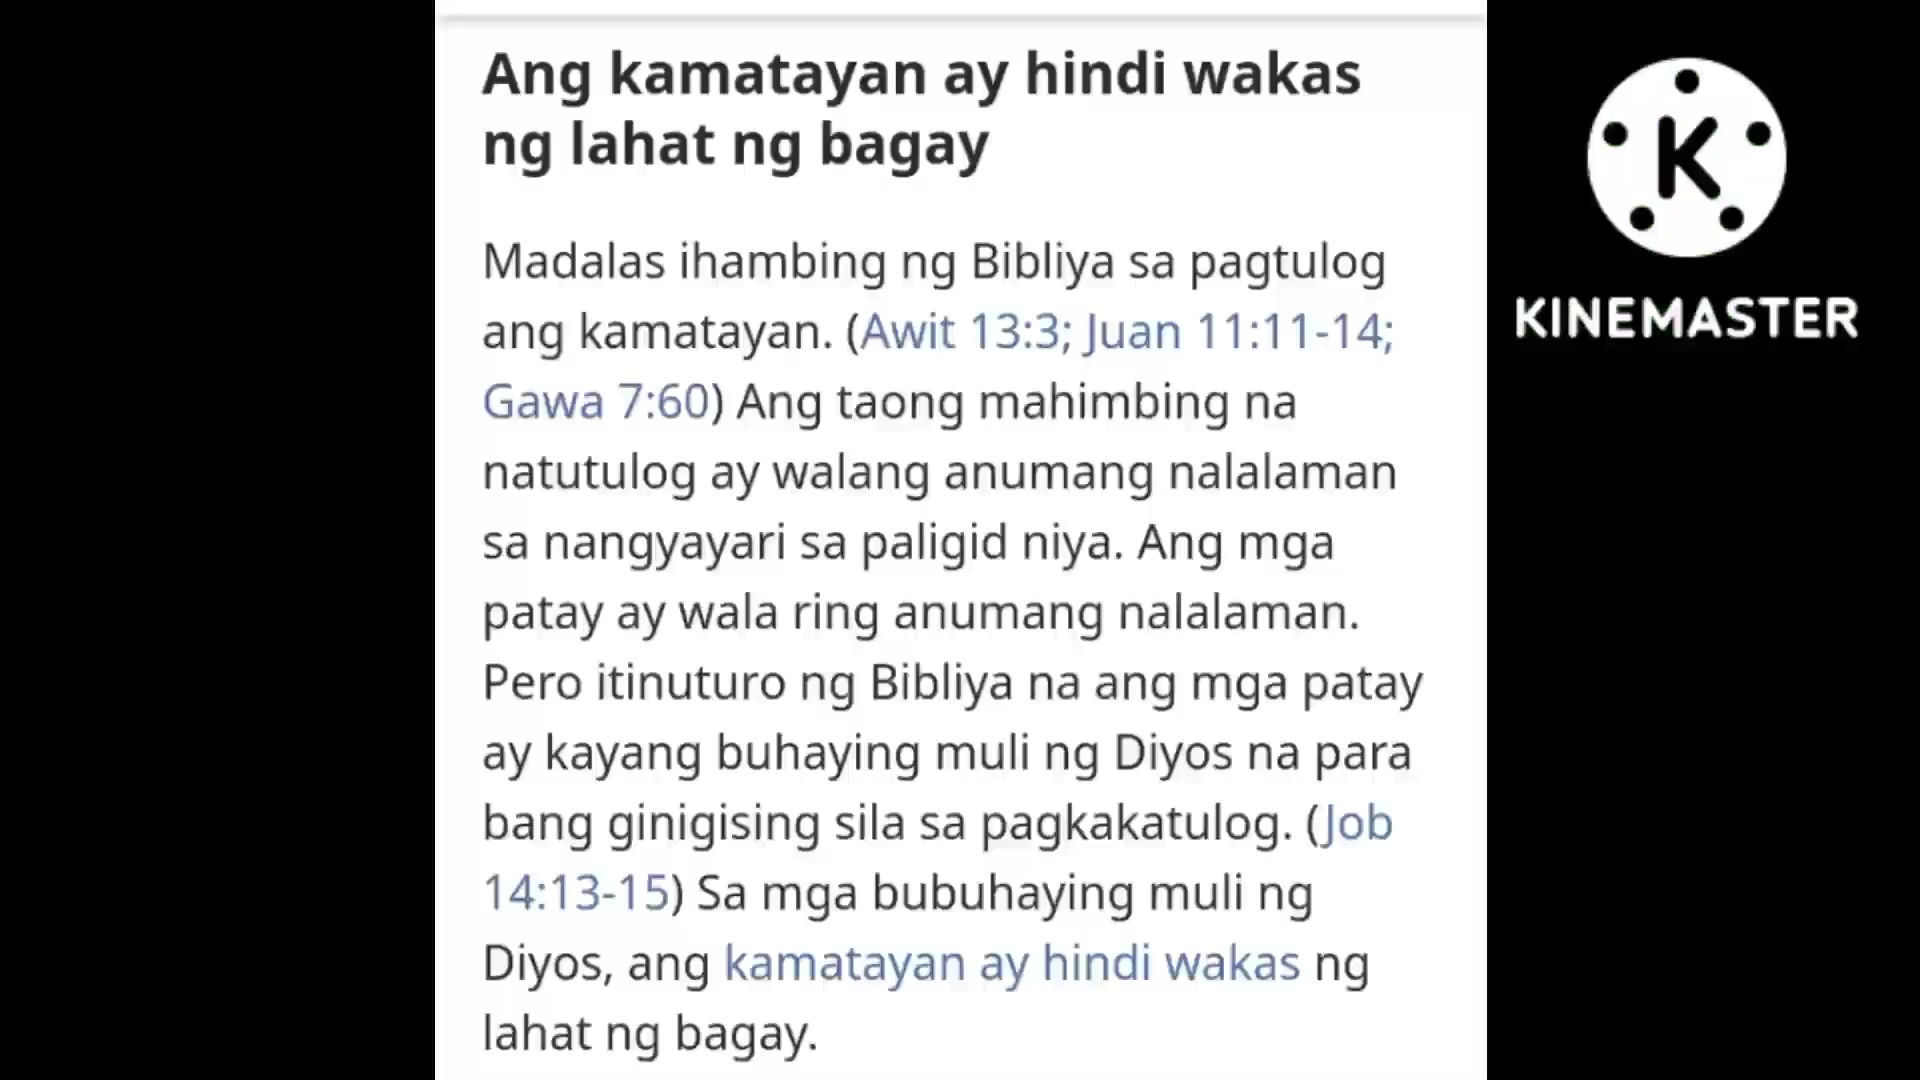 Ang kamatayan ay hindi wakas
ng lahat ng bagay
Madalas ihambing ng Bibliya sa pagtulog
ang kamatayan. (Awit 13:3; Juan 11:11-14;
Gawa 7:60) Ang taong mahimbing na
natutulog ay walang anumang nalalaman
sa nangyayari sa paligid niya. Ang mga
patay ay wala ring anumang nalalaman.
Pero itinuturo ng Bibliya na ang mga patay
ay kayang buhaying muli ng Diyos na para
bang ginigising sila sa pagkakatulog. (Job
14:13-15) Sa mga bubuhaying muli ng
Diyos, ang kamatayan ay hindi wakas ng
lahat ng bagay.
K
KINEMASTER